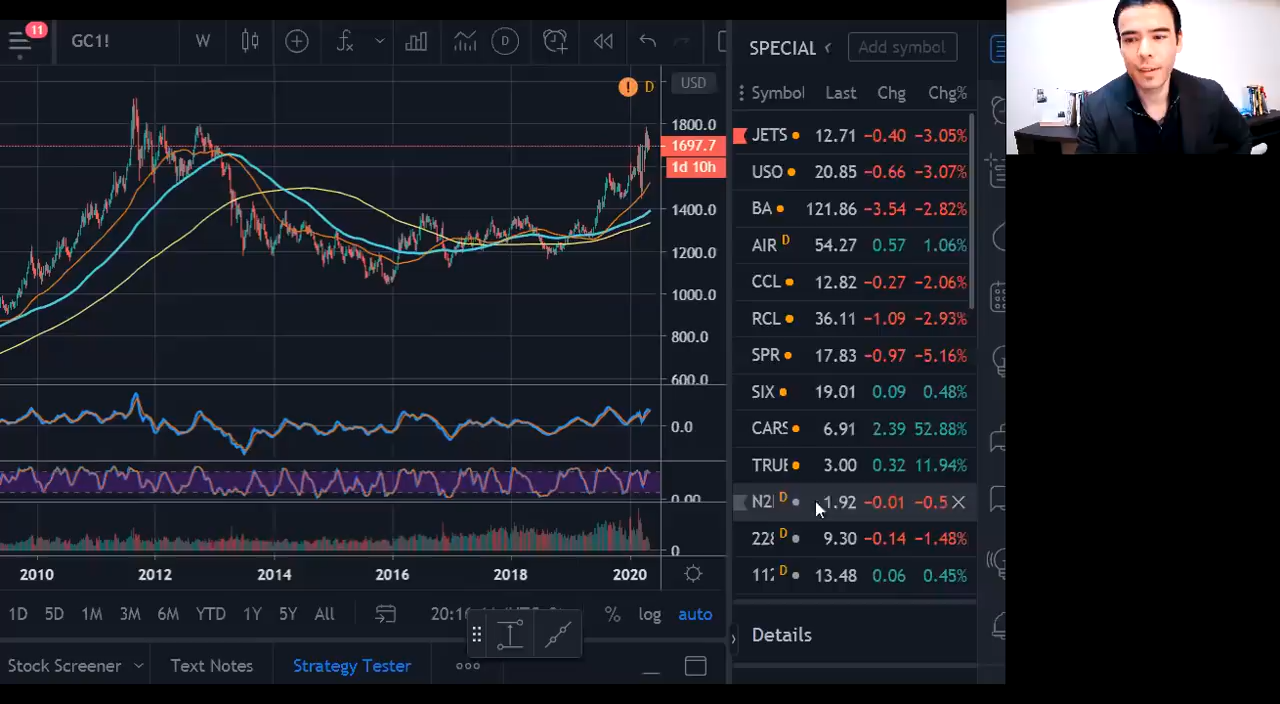 11
GC1!
W
D
D
USD
1800.0
1697.7
1d 10h
1400.0
1200.0
1000.0
800.0
600.0
0.0
0.00
0
2010 2012 2014 2016 2018 2020
1D 5D 1M 3M 6M YTD 1Y 5Y All
% log auto
Stock Screener Text Notes Strategy Tester
SPECIAL Add symbol
Symbol Last Chg Chg%
JETS 12.71 −0.40 −3.05%
USO 20.85 −0.66 −3.07%
BA 121.86 −3.54 −2.82%
AIR D 54.27 0.57 1.06%
CCL 12.82 −0.27 −2.06%
RCL 36.11 −1.09 −2.93%
SPR 17.83 −0.97 −5.16%
SIX 19.01 0.09 0.48%
CARS 6.91 2.39 52.88%
TRUE 3.00 0.32 11.94%
D 1.92 −0.01 −0.5
D 9.30 −0.14 −1.48%
D 13.48 0.06 0.45%
Details